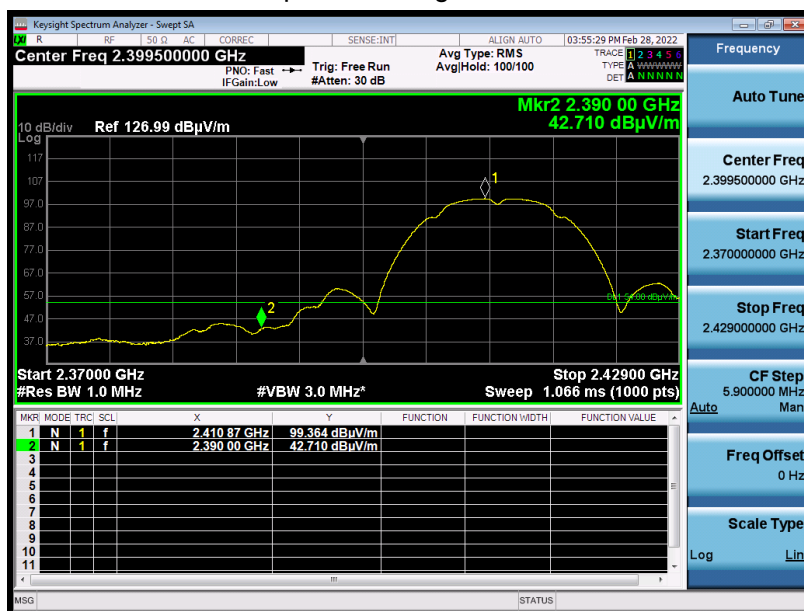 Keysight Spectrum Analyzer - Swept SA
LXI R RF 50 Ω AC CORREC SENSE:INT ALIGN AUTO 03:55:29 PM Feb 28, 2022
Center Freq 2.399500000 GHz
PNO: Fast
IFGain:Low
Trig: Free Run
#Atten: 30 dB
Avg Type: RMS
Avg|Hold: 100/100
TRACE 1 2 3 4 5 6
TYPE A WWWWW
DET A N N N N N
Mkr2 2.390 00 GHz
42.710 dBµV/m
10 dB/div Ref 126.99 dBµV/m
Log
117
107
97.0
87.0
77.0
67.0
57.0
47.0
37.0
1
2
Start 2.37000 GHz Stop 2.42900 GHz
#Res BW 1.0 MHz #VBW 3.0 MHz* Sweep 1.066 ms (1000 pts)
MKR MODE TRC SCL X Y FUNCTION FUNCTION WIDTH FUNCTION VALUE
1 N 1 f 2.410 87 GHz 99.364 dBµV/m
2 N 1 f 2.390 00 GHz 42.710 dBµV/m
3
4
5
6
7
8
9
10
11
MSG STATUS
Frequency
Auto Tune
Center Freq
2.399500000 GHz
Start Freq
2.370000000 GHz
Stop Freq
2.429000000 GHz
CF Step
5.900000 MHz
Auto Man
Freq Offset
0 Hz
Scale Type
Log Lin